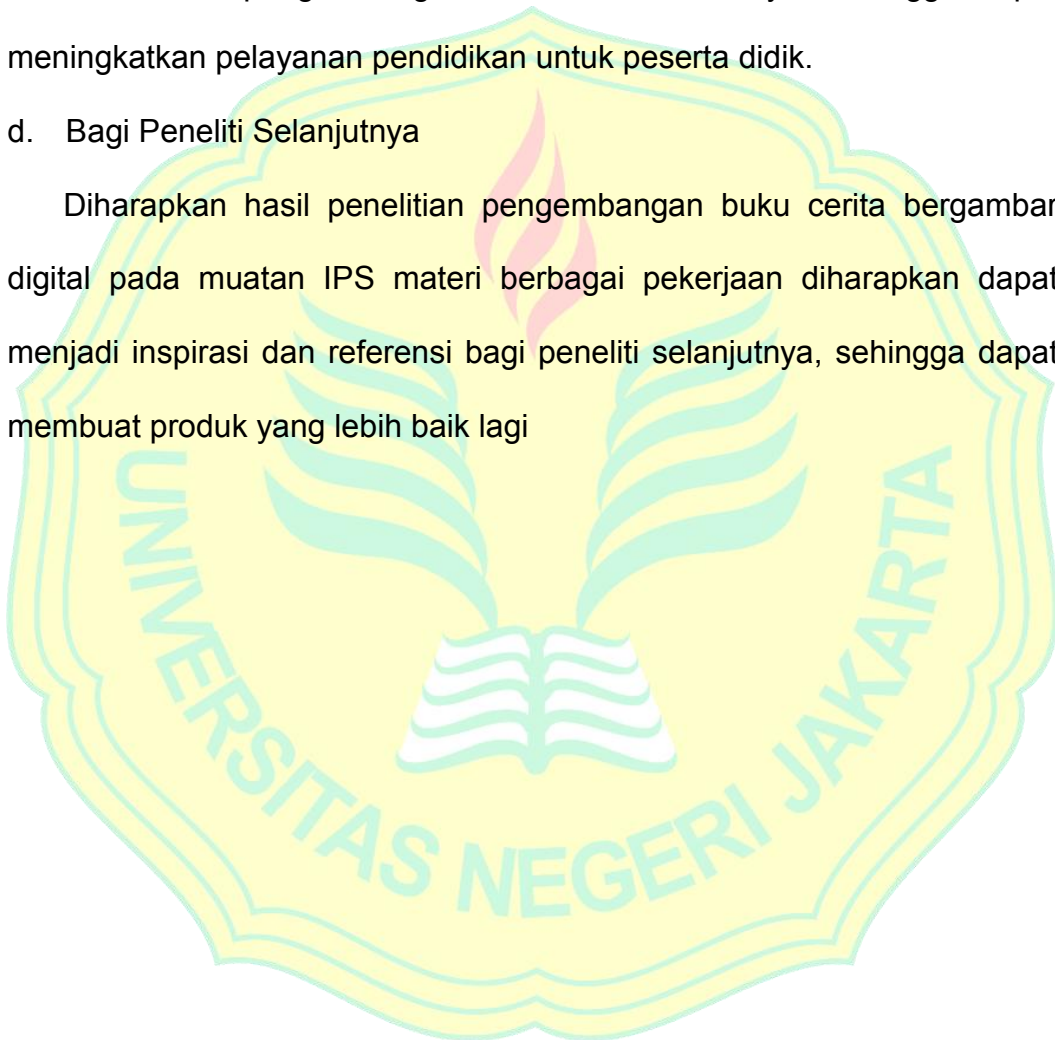 meningkatkan pelayanan pendidikan untuk peserta didik.
d. Bagi Peneliti Selanjutnya
Diharapkan hasil penelitian pengembangan buku cerita bergambar
digital pada muatan IPS materi berbagai pekerjaan diharapkan dapat
menjadi inspirasi dan referensi bagi peneliti selanjutnya, sehingga dapat
membuat produk yang lebih baik lagi
UNIVERSITAS NEGERI JAKARTA